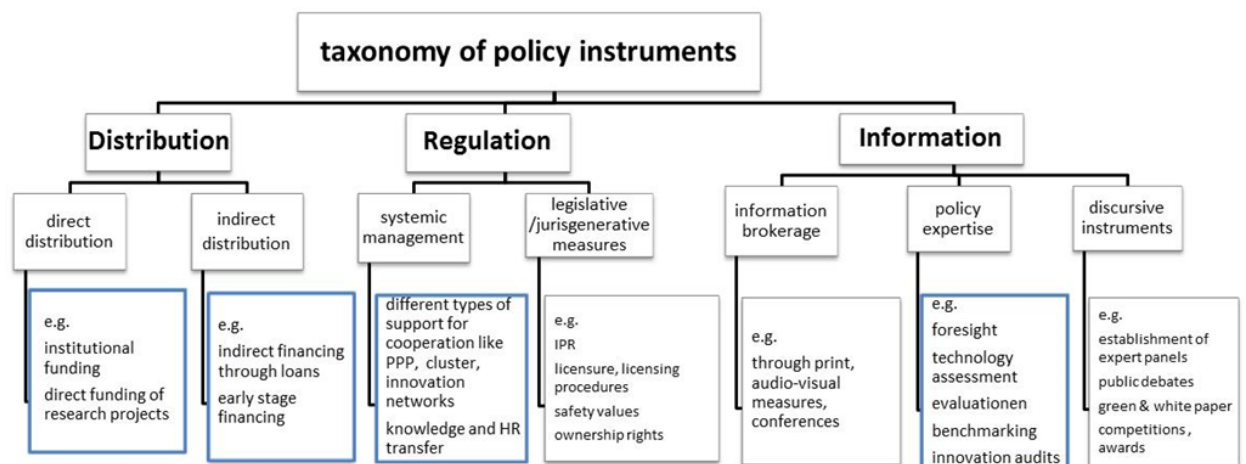 taxonomy of policy instruments
Distribution
Regulation
Information
direct
distribution
indirect
distribution
systemic
management
legislative
/jurisgenerative
measures
information
brokerage
policy
expertise
discursive
instruments
e.g.
institutional
funding
direct funding of
research projects
e.g.
indirect financing
through loans
early stage
financing
different types of
support for
cooperation like
PPP, cluster,
innovation
networks
knowledge and HR
transfer
e.g.
IPR
licensure, licensing
procedures
safety values
ownership rights
e.g.
through print,
audio-visual
measures,
conferences
e.g.
foresight
technology
assessment
evaluationen
benchmarking
innovation audits
e.g.
establishment of
expert panels
public debates
green & white paper
competitions ,
awards